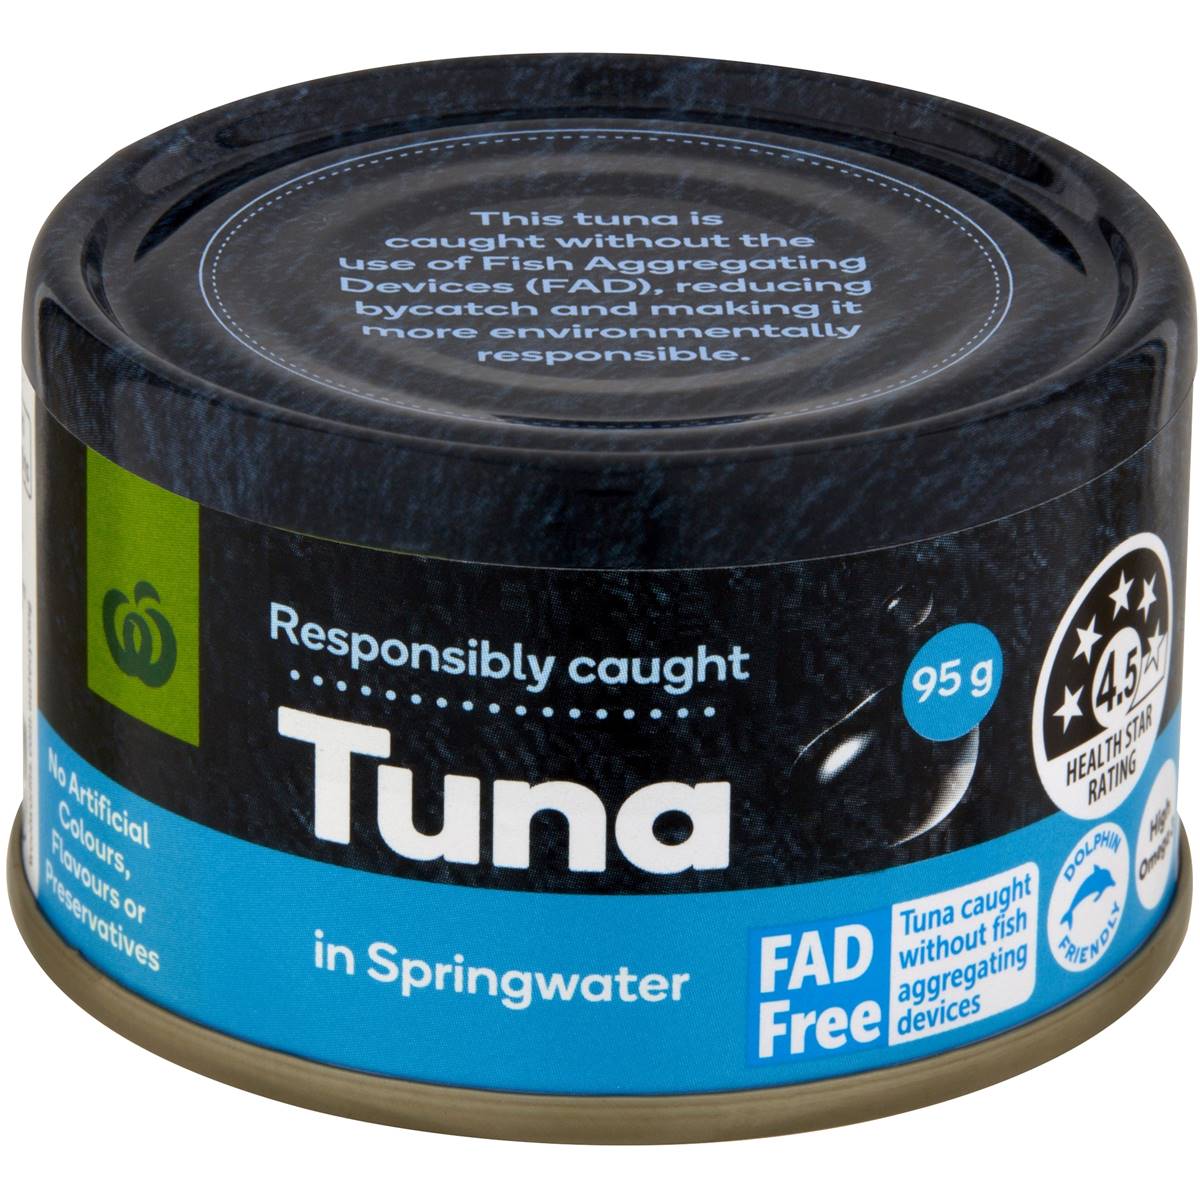 This tuna is
caught without the
use of Fish Aggregating
Devices (FAD), reducing
bycatch and making it
more environmentally
responsible.
Responsibly caught
Tuna
in Springwater
95 g
4.5
HEALTH STAR
RATING
No Artificial
Colours,
Flavours or
Preservatives
FAD
Free
Tuna caught
without fish
aggregating
devices
DOLPHIN
FRIENDLY
High